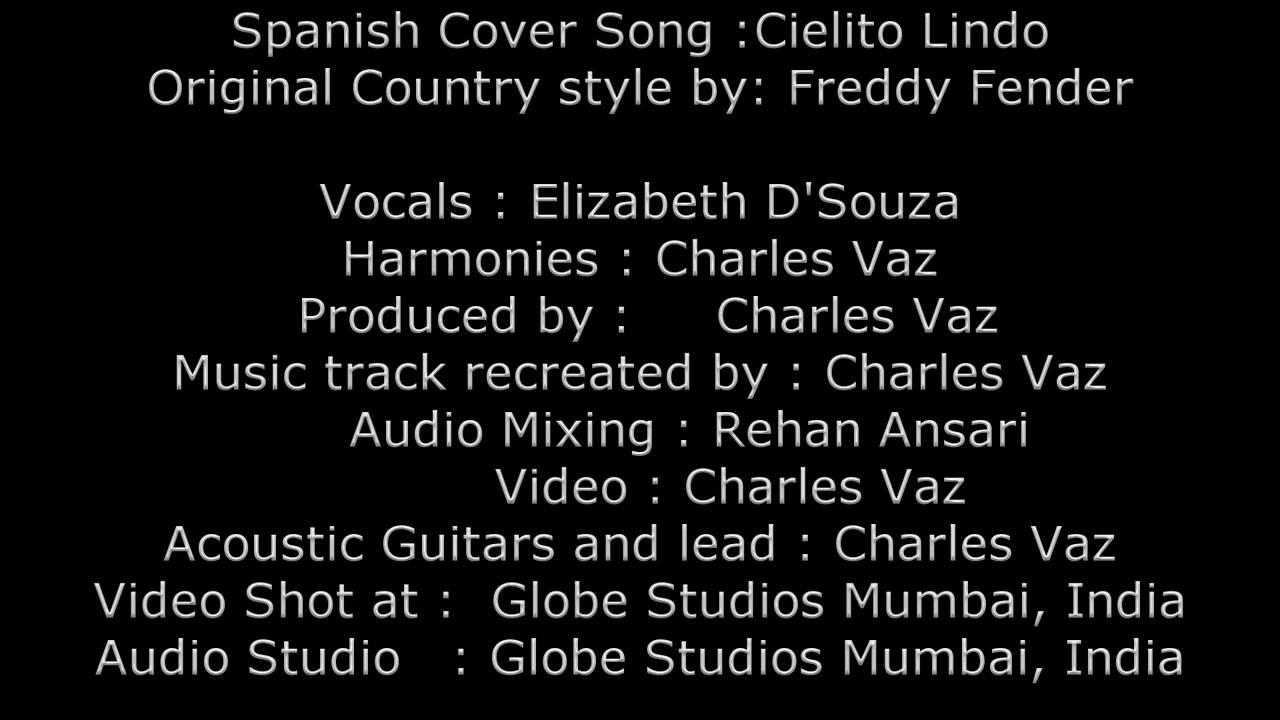 Spanish Cover Song :Cielito Lindo
Original Country style by: Freddy Fender
Vocals : Elizabeth D'Souza
Harmonies : Charles Vaz
Produced by : Charles Vaz
Music track recreated by : Charles Vaz
Audio Mixing : Rehan Ansari
Video : Charles Vaz
Acoustic Guitars and lead : Charles Vaz
Video Shot at : Globe Studios Mumbai, India
Audio Studio : Globe Studios Mumbai, India